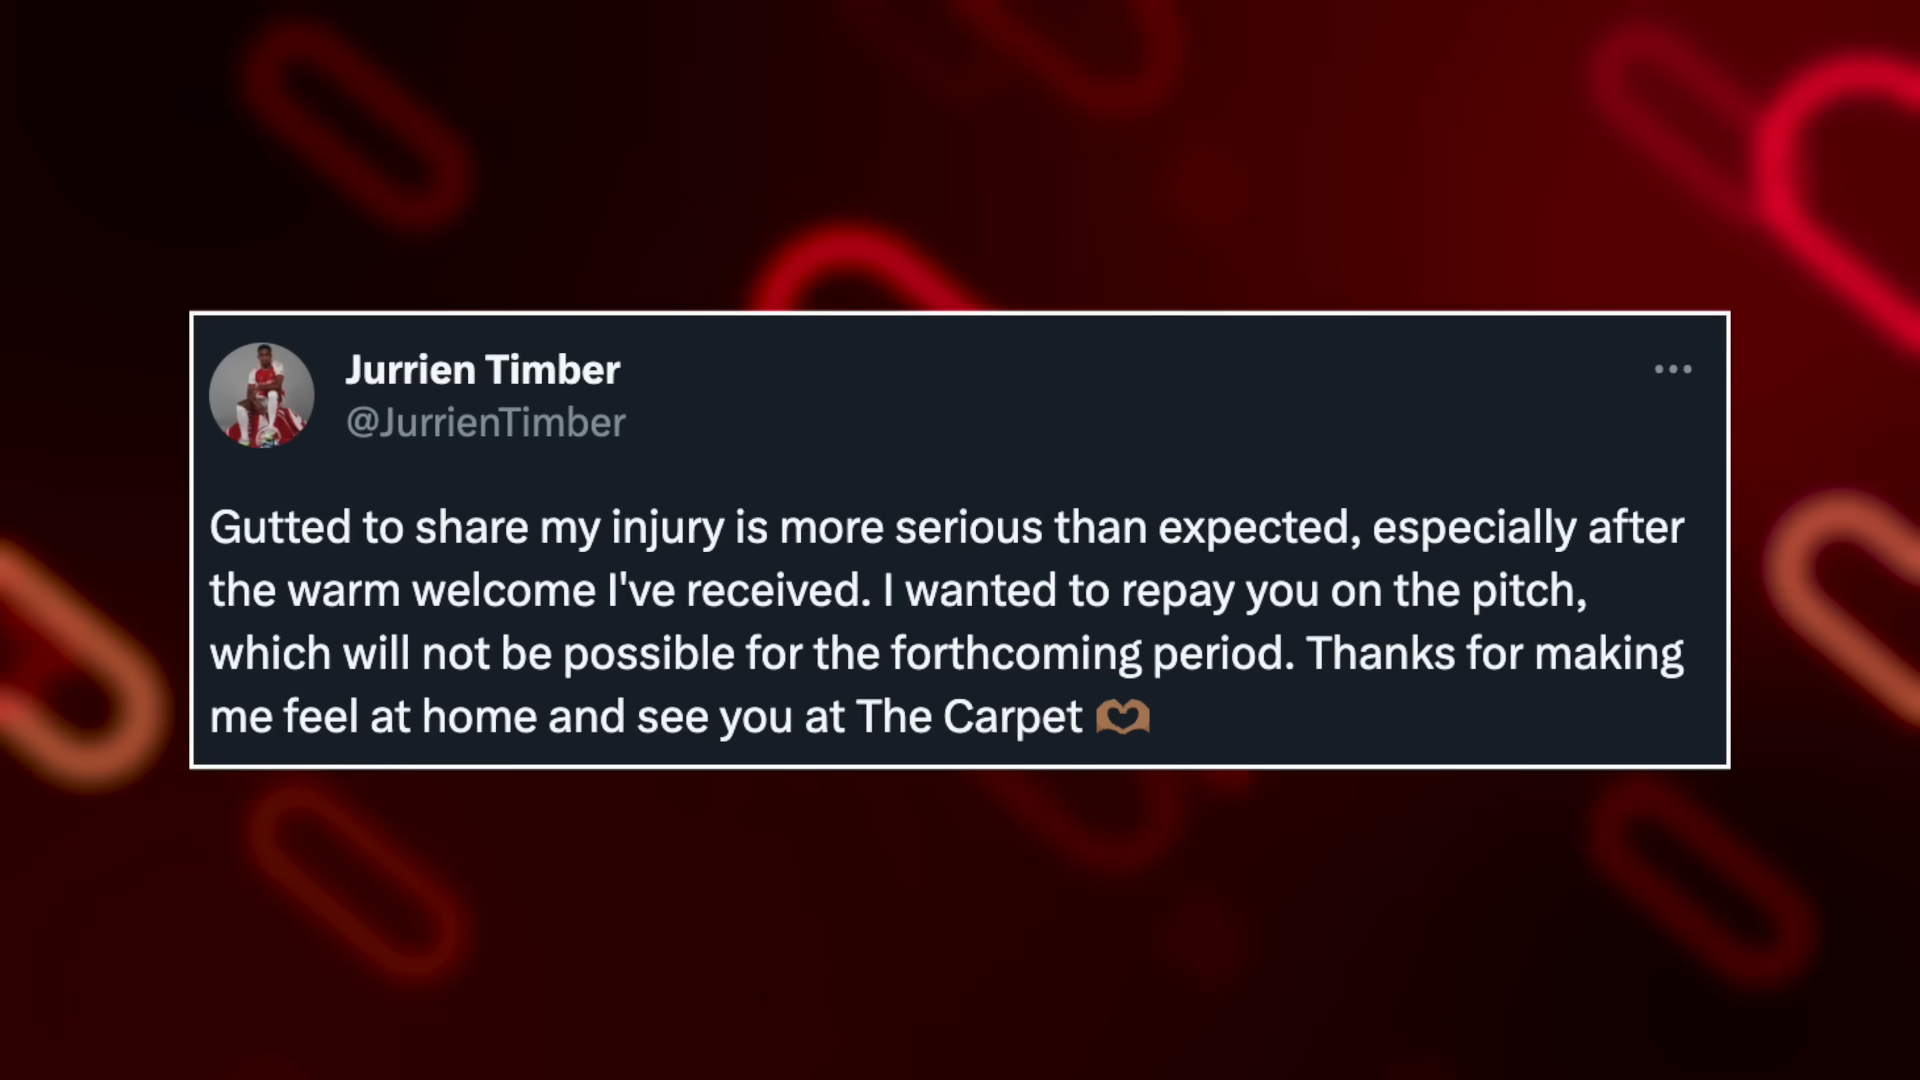 Jurrien Timber
@JurrienTimber
Gutted to share my injury is more serious than expected, especially after
the warm welcome I've received. I wanted to repay you on the pitch,
which will not be possible for the forthcoming period. Thanks for making
me feel at home and see you at The Carpet 🫶🏾